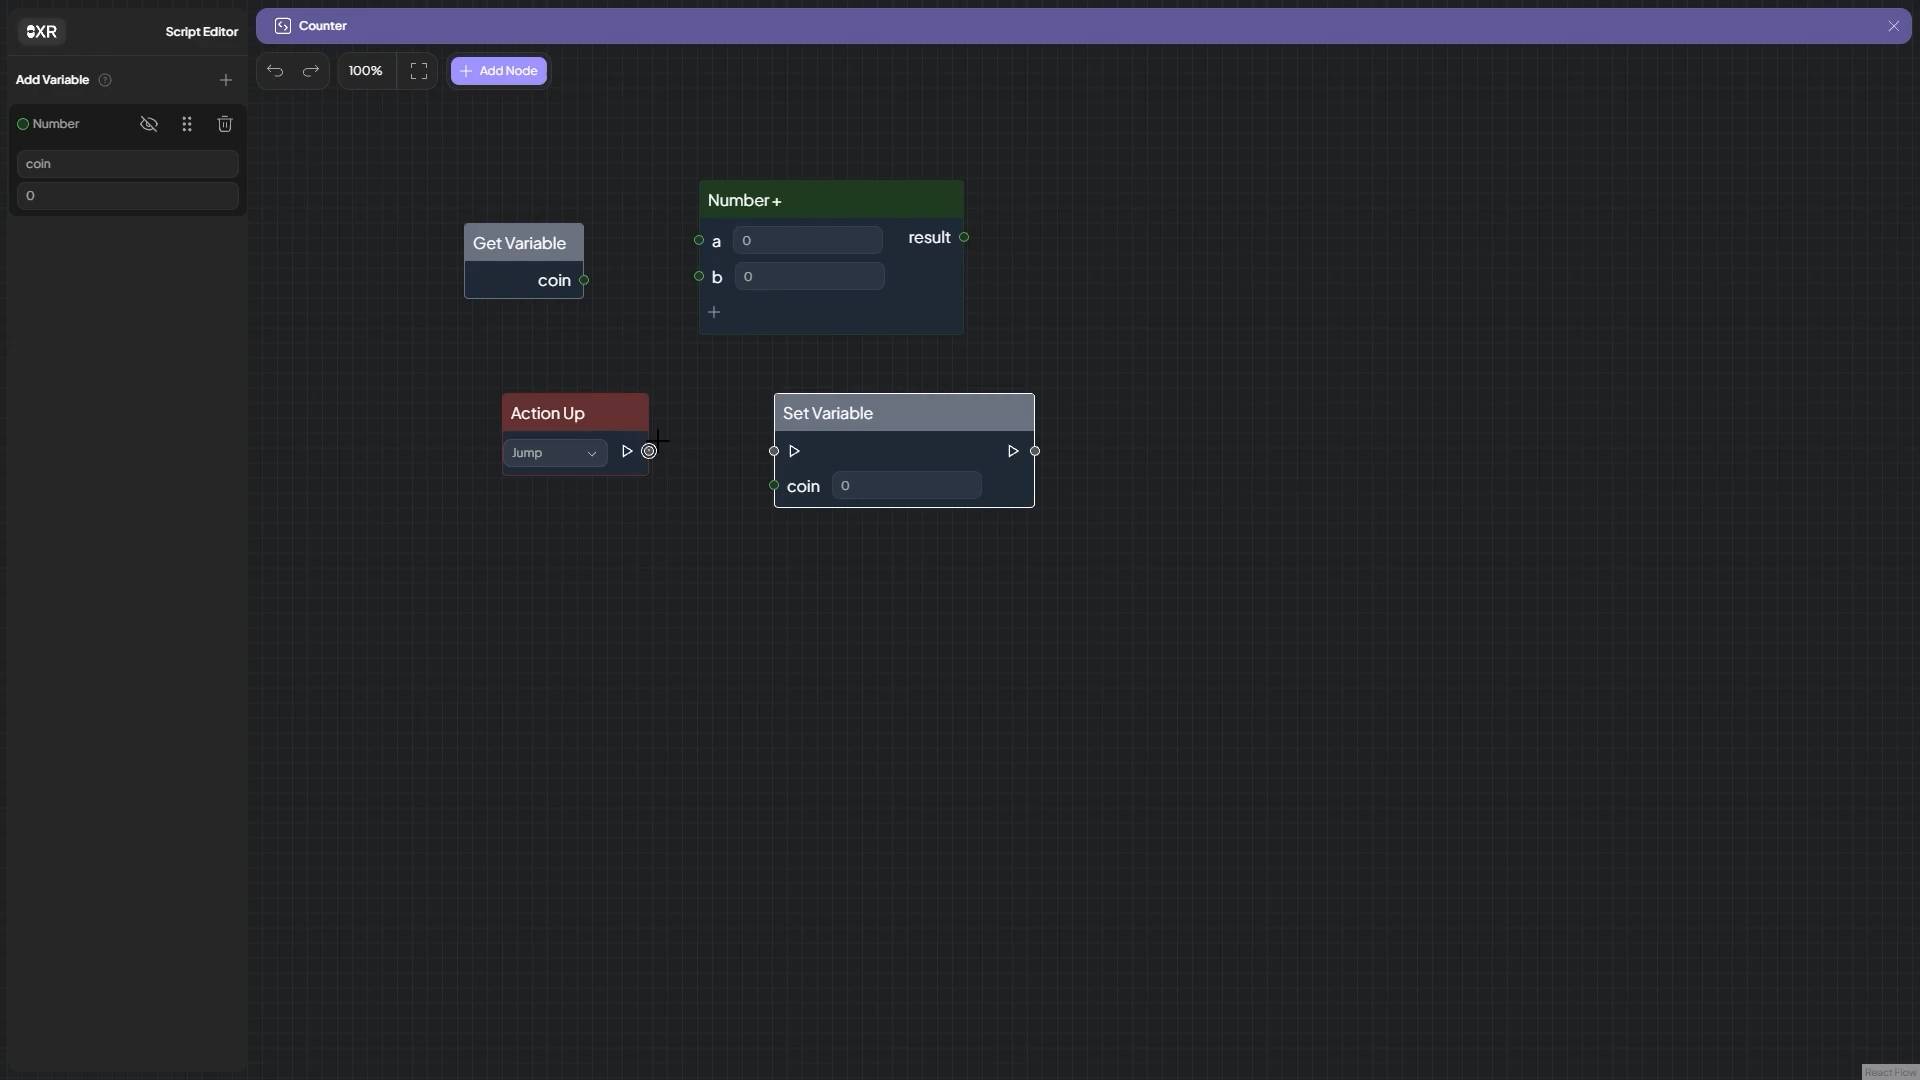 OXR
Script Editor
Counter
Add Variable
100%
Add Node
Number
coin
0
Number +
a 0
result
b 0
Get Variable
coin
Action Up
Jump
Set Variable
coin 0
React Flow